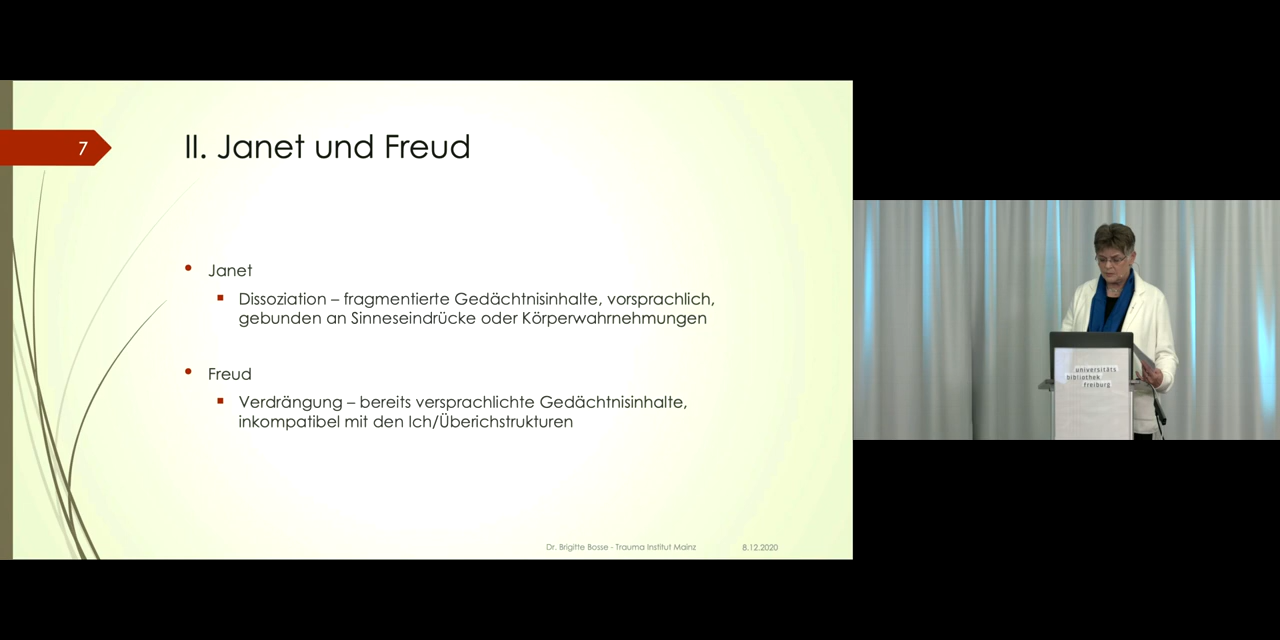 7
II. Janet und Freud
Janet
Dissoziation – fragmentierte Gedächtnisinhalte, vorsprachlich,
gebunden an Sinneseindrücke oder Körperwahrnehmungen
Freud
Verdrängung – bereits versprachlichte Gedächtnisinhalte,
inkompatibel mit den Ich/Überichstrukturen
Dr. Brigitte Bosse - Trauma Institut Mainz 8.12.2020
universitäts
bibliothek
freiburg